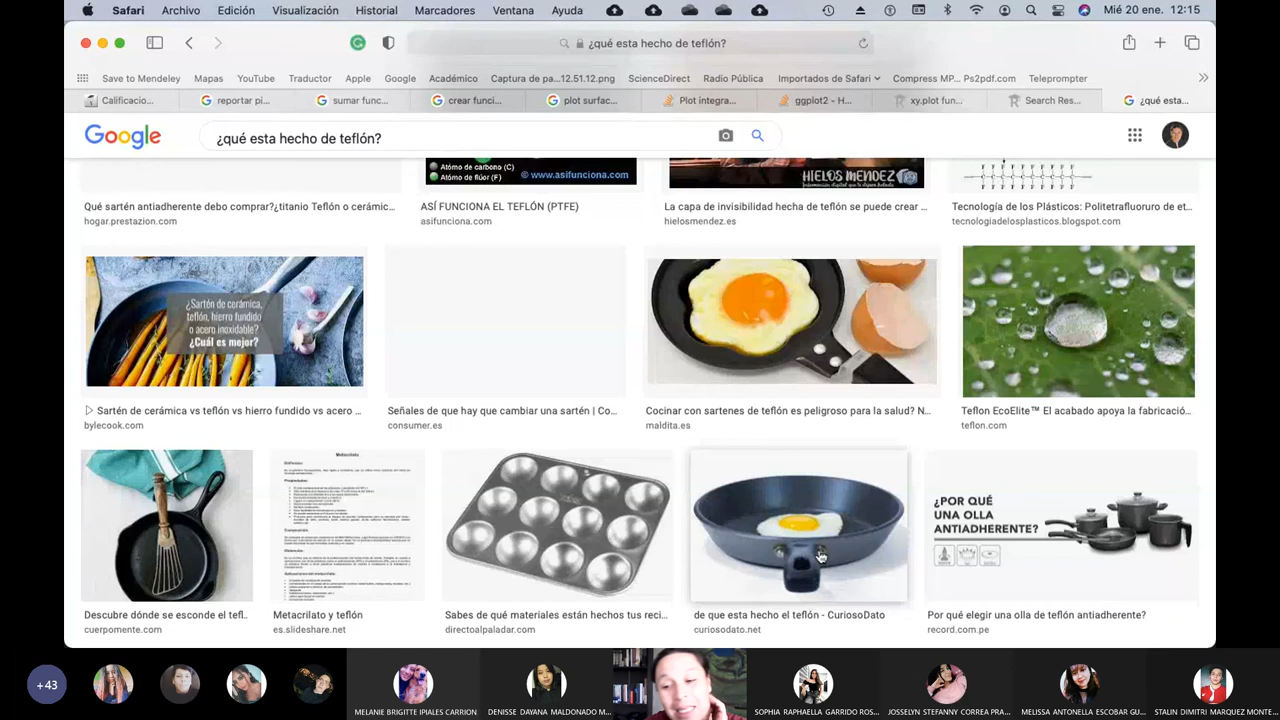 Safari Archivo Edición Visualización Historial Marcadores Ventana Ayuda Mié 20 ene. 12:15
¿qué esta hecho de teflón?
Save to Mendeley Mapas YouTube Traductor Apple Google Académico Captura de pa...12.51.12.png ScienceDirect Radio Pública Importados de Safari Compress MP... Ps2pdf.com Teleprompter
Calificacio... reportar pi... sumar func... crear funci... plot surfac... Plot integra... ggplot2 - H... xy.plot fun... Search Res... ¿qué esta...
Google ¿qué esta hecho de teflón?
Átomo de carbono (C)
Átomo de flúor (F) © www.asifunciona.com
HIELOS MENDEZ
Qué sartén antiadherente debo comprar?¿titanio Teflón o cerámic...
hogar.prestazion.com
ASÍ FUNCIONA EL TEFLÓN (PTFE)
asifunciona.com
La capa de invisibilidad hecha de teflón se puede crear ...
hielosmendez.es
Tecnología de los Plásticos: Politetrafluoruro de et...
tecnologiadelosplasticos.blogspot.com
¿Sartén de cerámica,
teflón, hierro fundido
o acero inoxidable?
¿Cuál es mejor?
Sartén de cerámica vs teflón vs hierro fundido vs acero ...
bylecook.com
Señales de que hay que cambiar una sartén | Co...
consumer.es
Cocinar con sartenes de teflón es peligroso para la salud? N...
maldita.es
Teflon EcoElite™ El acabado apoya la fabricació...
teflon.com
Metacrilato
¿POR QUÉ
UNA OLLA
ANTIADHERENTE?
Descubre dónde se esconde el tefl..
cuerpomente.com
Metacrilato y teflón
es.slideshare.net
Sabes de qué materiales están hechos tus reci...
directoalpaladar.com
de que esta hecho el teflón - CuriosoDato
curiosodato.net
Por qué elegir una olla de teflón antiadherente?
record.com.pe
+43
MELANIE BRIGITTE IPIALES CARRION
DENISSE DAYANA MALDONADO M...
SOPHIA RAPHAELLA GARRIDO ROS...
JOSSELYN STEFANNY CORREA PRA...
MELISSA ANTONELLA ESCOBAR GU...
STALIN DIMITRI MARQUEZ MONTE...